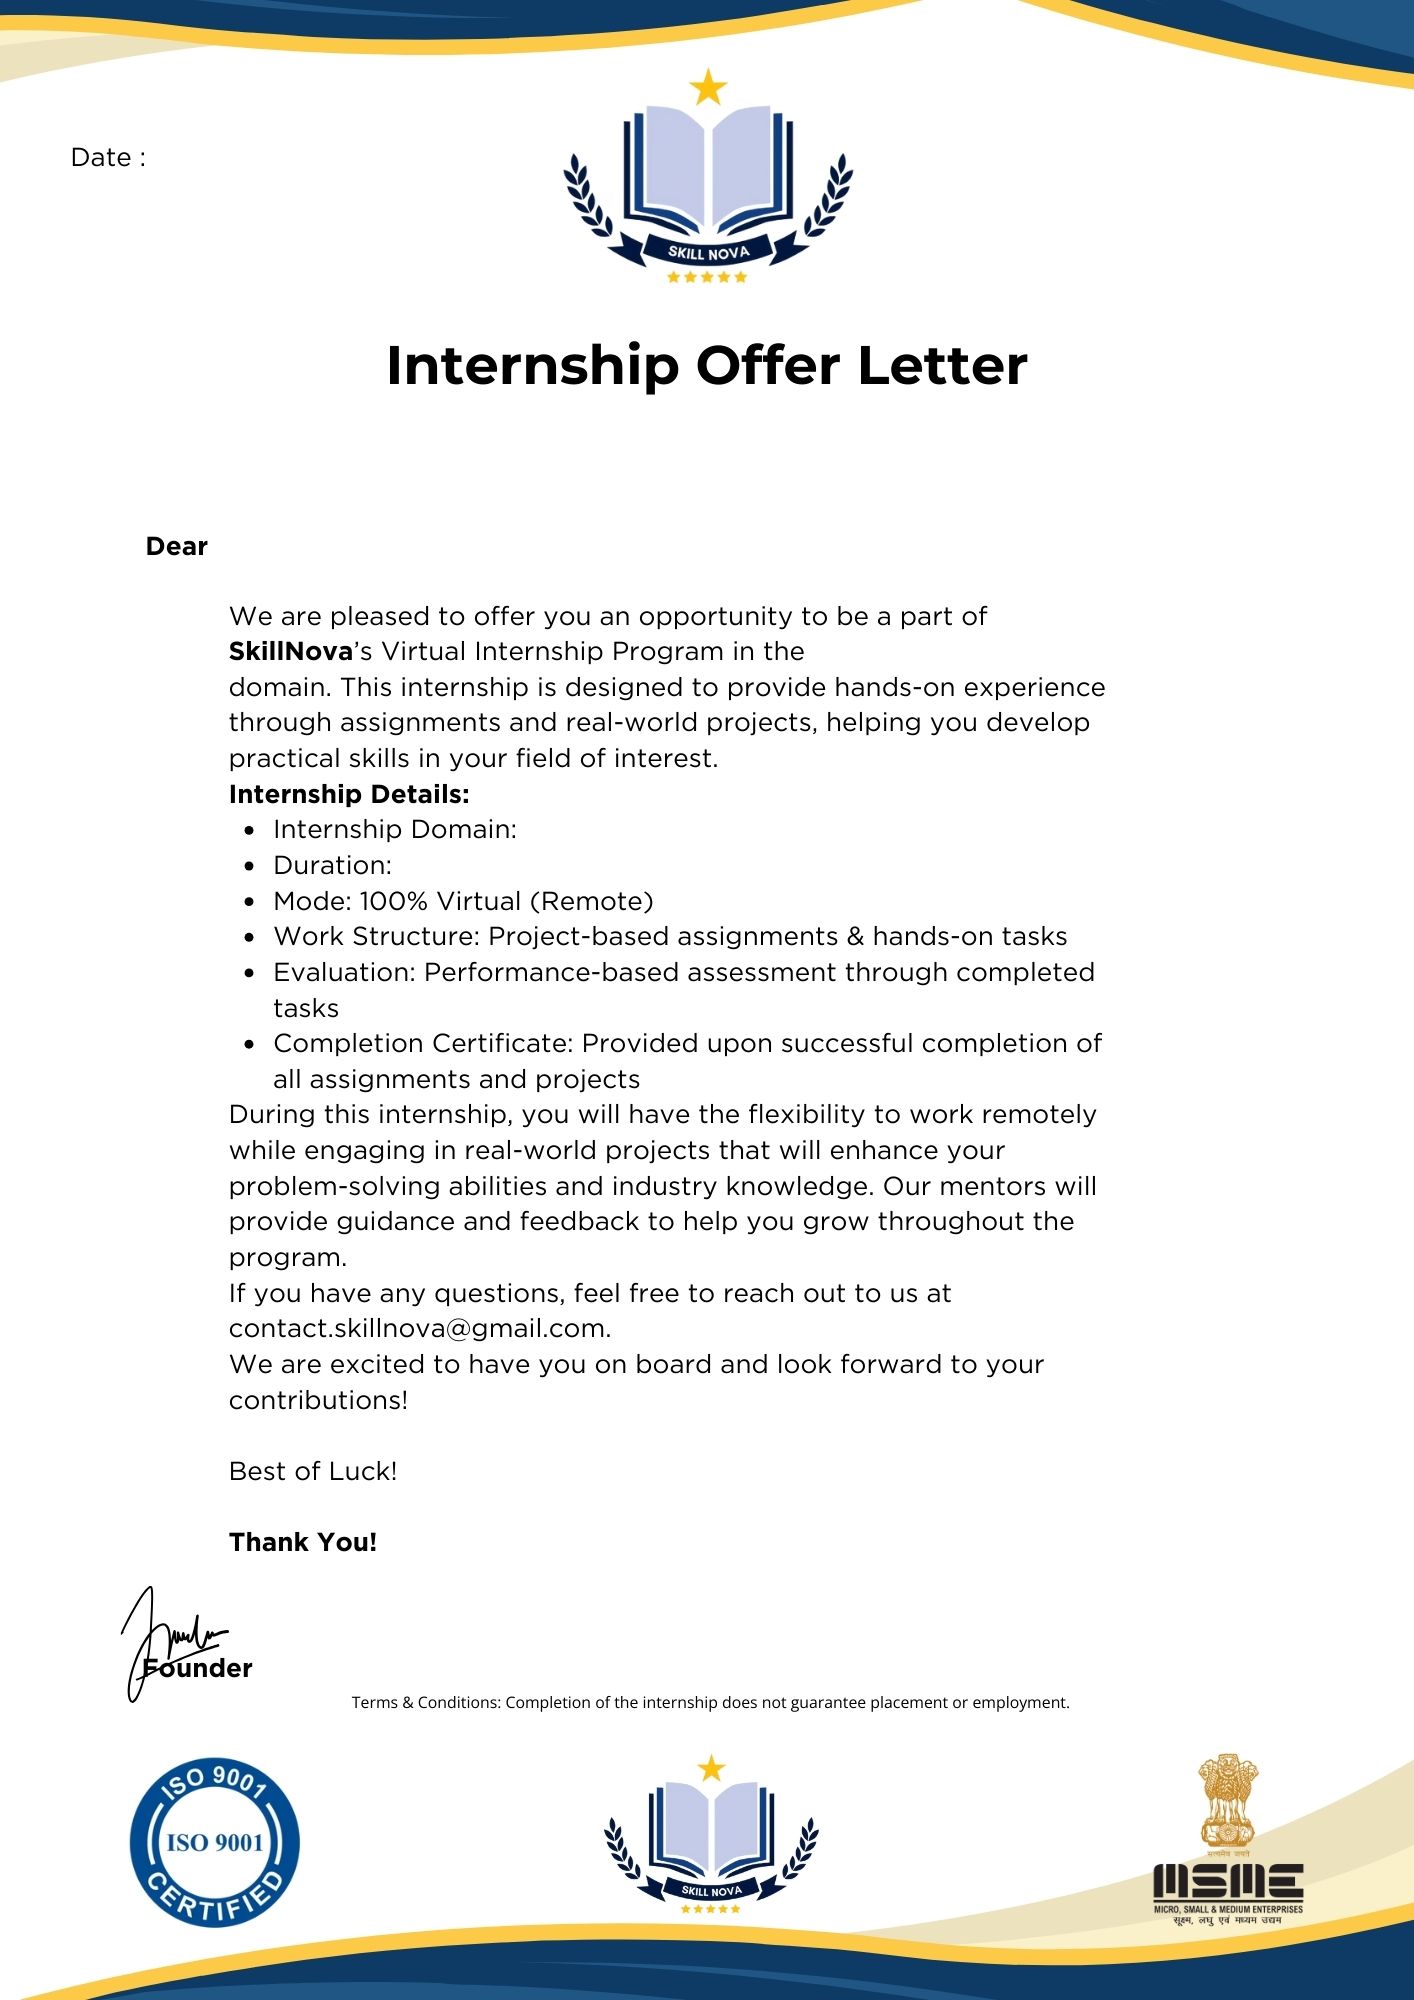 Date :
SKILL NOVA
Internship Offer Letter
Dear
We are pleased to offer you an opportunity to be a part of
SkillNova’s Virtual Internship Program in the
domain. This internship is designed to provide hands-on experience
through assignments and real-world projects, helping you develop
practical skills in your field of interest.
Internship Details:
• Internship Domain:
• Duration:
• Mode: 100% Virtual (Remote)
• Work Structure: Project-based assignments & hands-on tasks
• Evaluation: Performance-based assessment through completed
tasks
• Completion Certificate: Provided upon successful completion of
all assignments and projects
During this internship, you will have the flexibility to work remotely
while engaging in real-world projects that will enhance your
problem-solving abilities and industry knowledge. Our mentors will
provide guidance and feedback to help you grow throughout the
program.
If you have any questions, feel free to reach out to us at
contact.skillnova@gmail.com.
We are excited to have you on board and look forward to your
contributions!
Best of Luck!
Thank You!
Founder
Terms & Conditions: Completion of the internship does not guarantee placement or employment.
ISO 9001
ISO 9001
CERTIFIED
SKILL NOVA
सत्यमेव जयते
MSME
MICRO, SMALL & MEDIUM ENTERPRISES
सूक्ष्म, लघु एवं मध्यम उद्यम